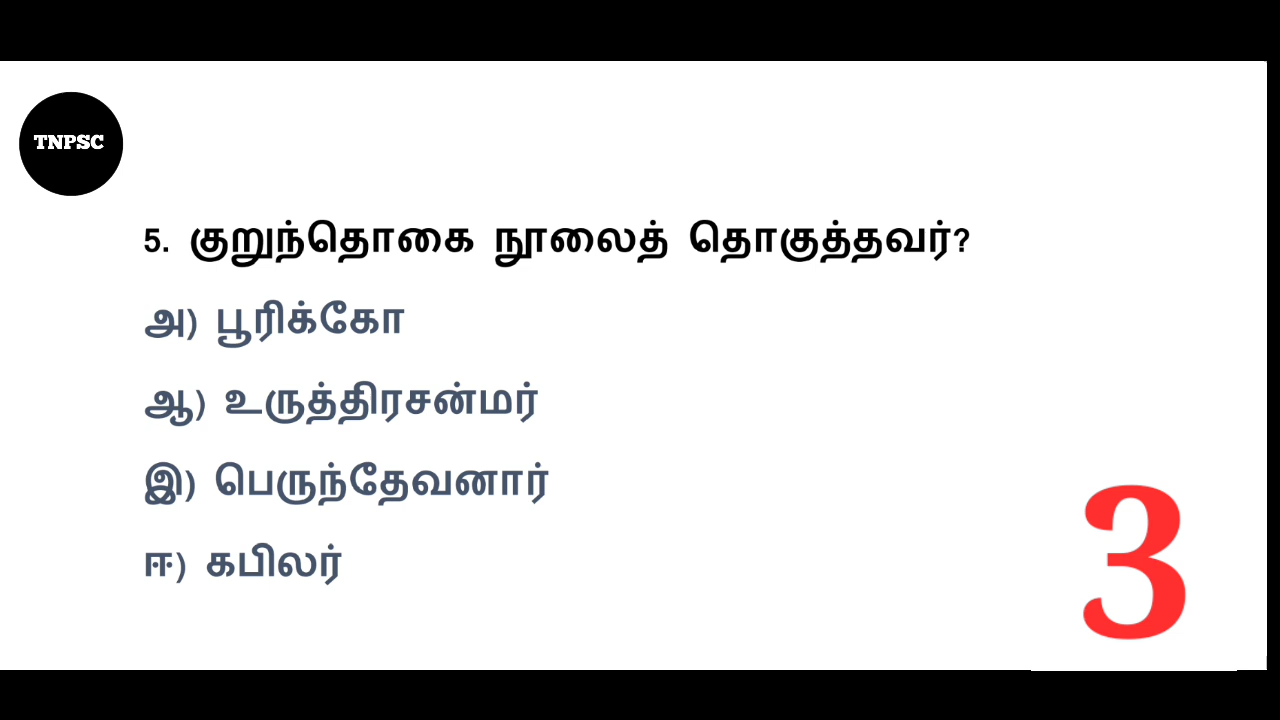 TNPSC
5. குறுந்தொகை நூலைத் தொகுத்தவர்?
அ) பூரிக்கோ
ஆ) உருத்திரசன்மர்
இ) பெருந்தேவனார்
ஈ) கபிலர்
3